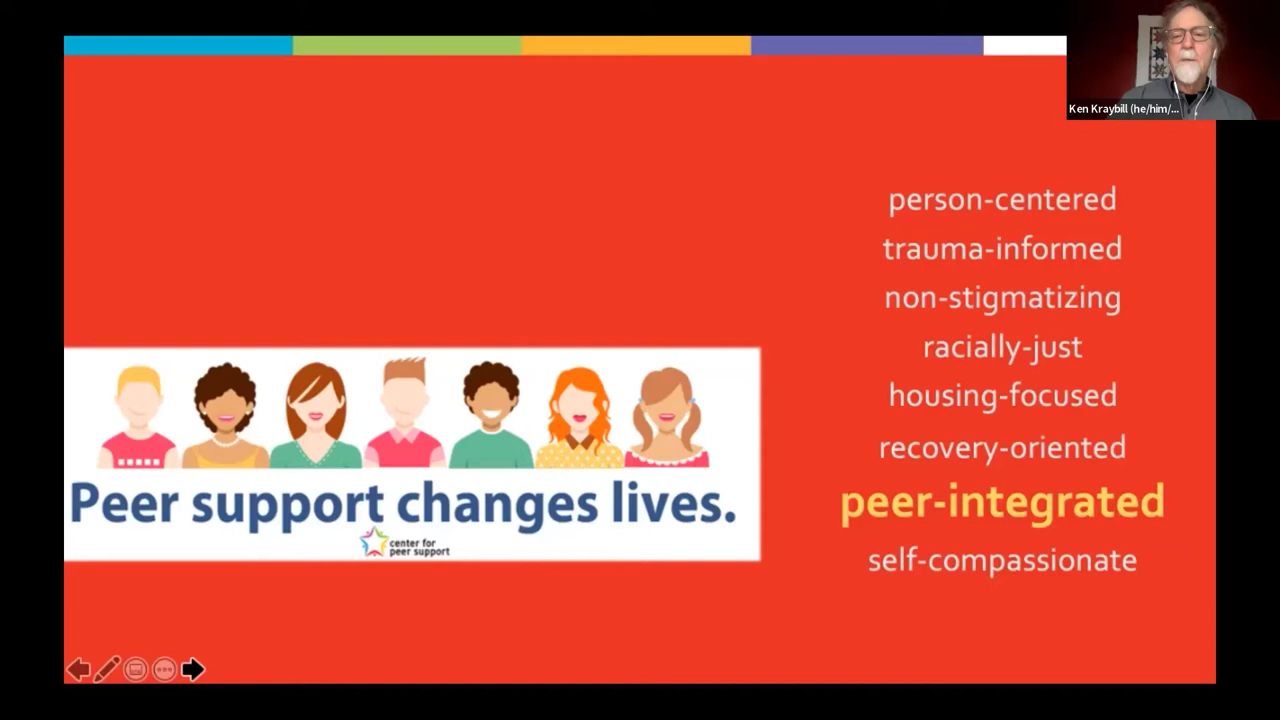 Ken Kraybill (he/him/...
person-centered
trauma-informed
non-stigmatizing
racially-just
housing-focused
recovery-oriented
peer-integrated
self-compassionate
Peer support changes lives.
center for
peer support